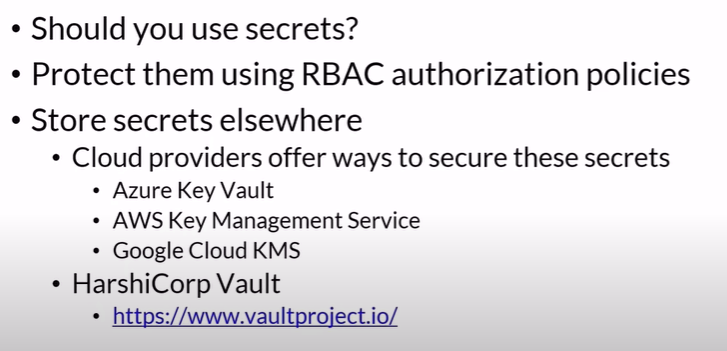 • Should you use secrets?
• Protect them using RBAC authorization policies
• Store secrets elsewhere
• Cloud providers offer ways to secure these secrets
• Azure Key Vault
• AWS Key Management Service
• Google Cloud KMS
• HarshiCorp Vault
• https://www.vaultproject.io/